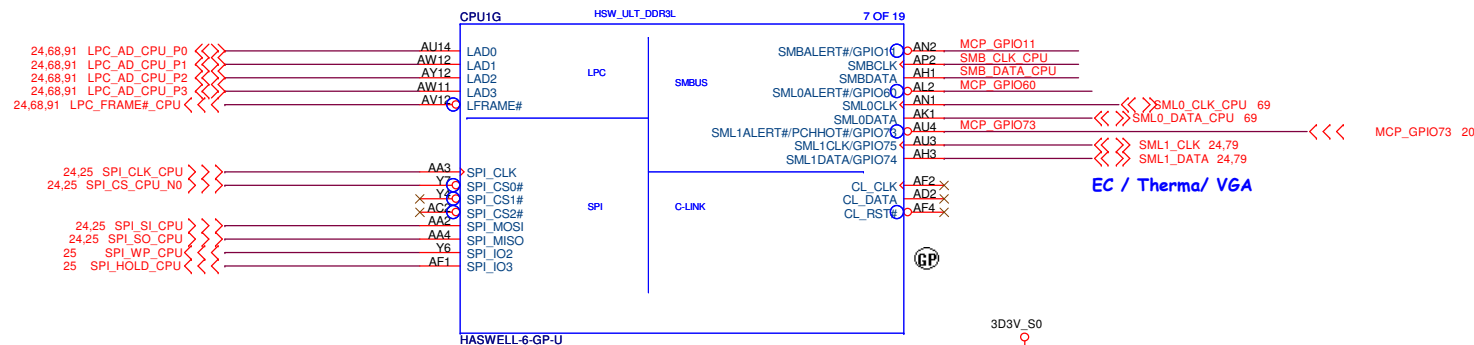 CPU1G HSW_ULT_DDR3L 7 OF 19
24,68,91 LPC_AD_CPU_P0 AU14 LAD0
24,68,91 LPC_AD_CPU_P1 AW12 LAD1
24,68,91 LPC_AD_CPU_P2 AY12 LAD2
24,68,91 LPC_AD_CPU_P3 AW11 LAD3
24,68,91 LPC_FRAME#_CPU AV12 LFRAME#
LPC
SMBUS
SMBALERT#/GPIO11 AN2 MCP_GPIO11
SMBCLK AP2 SMB_CLK_CPU
SMBDATA AH1 SMB_DATA_CPU
SML0ALERT#/GPIO60 AL2 MCP_GPIO60
SML0CLK AN1 SML0_CLK_CPU 69
SML0DATA AK1 SML0_DATA_CPU 69
SML1ALERT#/PCHHOT#/GPIO73 AU4 MCP_GPIO73 MCP_GPIO73 20
SML1CLK/GPIO75 AU3 SML1_CLK 24,79
SML1DATA/GPIO74 AH3 SML1_DATA 24,79
EC / Therma/ VGA
24,25 SPI_CLK_CPU AA3 SPI_CLK
24,25 SPI_CS_CPU_N0 Y7 SPI_CS0#
Y4 SPI_CS1#
AC2 SPI_CS2#
24,25 SPI_SI_CPU AA2 SPI_MOSI
24,25 SPI_SO_CPU AA4 SPI_MISO
25 SPI_WP_CPU Y6 SPI_IO2
25 SPI_HOLD_CPU AF1 SPI_IO3
SPI
C-LINK
CL_CLK AF2
CL_DATA AD2
CL_RST# AF4
GP
HASWELL-6-GP-U
3D3V_S0